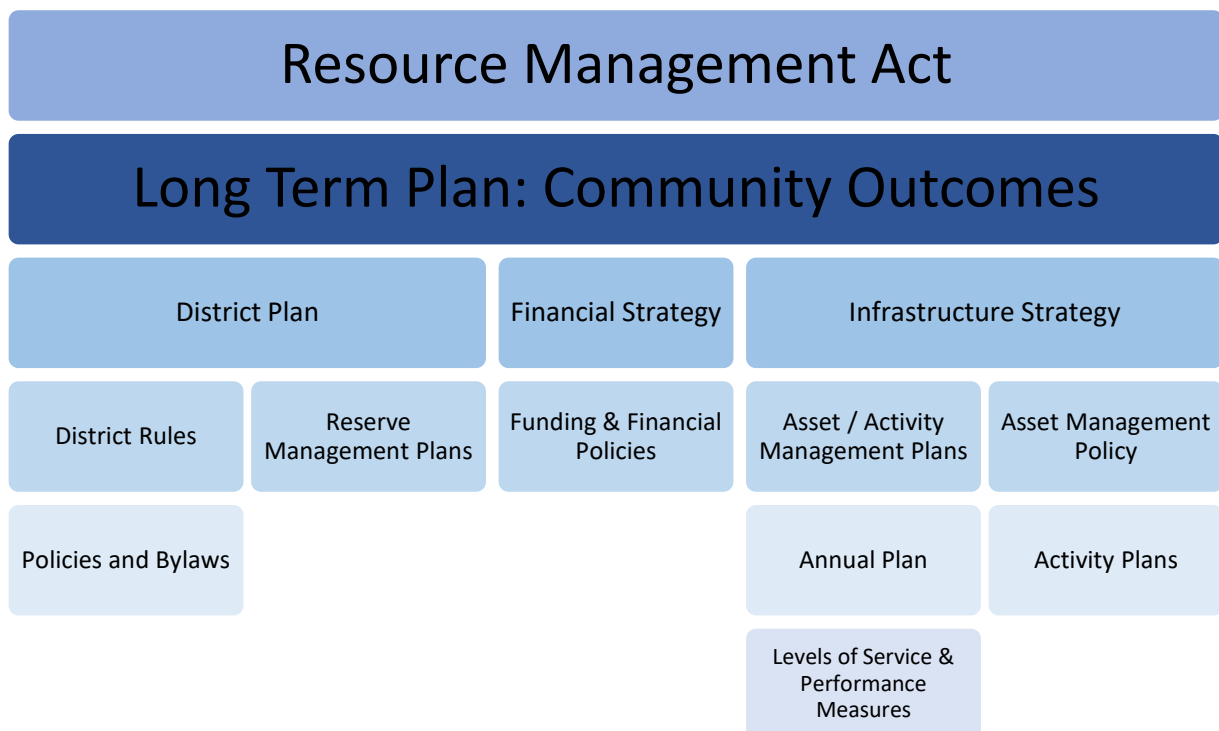 Resource Management Act
Long Term Plan: Community Outcomes
District Plan
Financial Strategy
Infrastructure Strategy
District Rules
Reserve
Management Plans
Funding & Financial
Policies
Asset / Activity
Management Plans
Asset Management
Policy
Policies and Bylaws
Annual Plan
Activity Plans
Levels of Service &
Performance
Measures